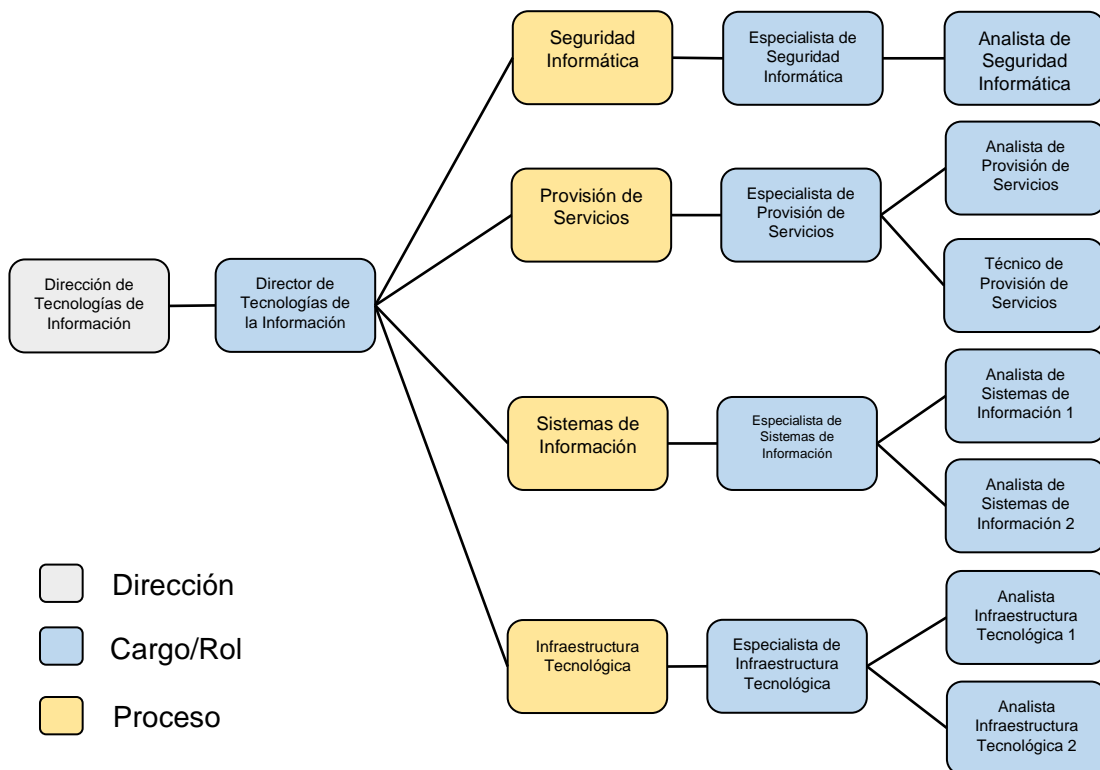 Seguridad
Informática
Especialista de
Seguridad
Informática
Analista de
Seguridad
Informática
Provisión de
Servicios
Especialista de
Provisión de
Servicios
Analista de
Provisión de
Servicios
Técnico de
Provisión de
Servicios
Dirección de
Tecnologías de
Información
Director de
Tecnologías de
la Información
Sistemas de
Información
Especialista de
Sistemas de
Información
Analista de
Sistemas de
Información 1
Analista de
Sistemas de
Información 2
Infraestructura
Tecnológica
Especialista de
Infraestructura
Tecnológica
Analista
Infraestructura
Tecnológica 1
Analista
Infraestructura
Tecnológica 2
Dirección
Cargo/Rol
Proceso